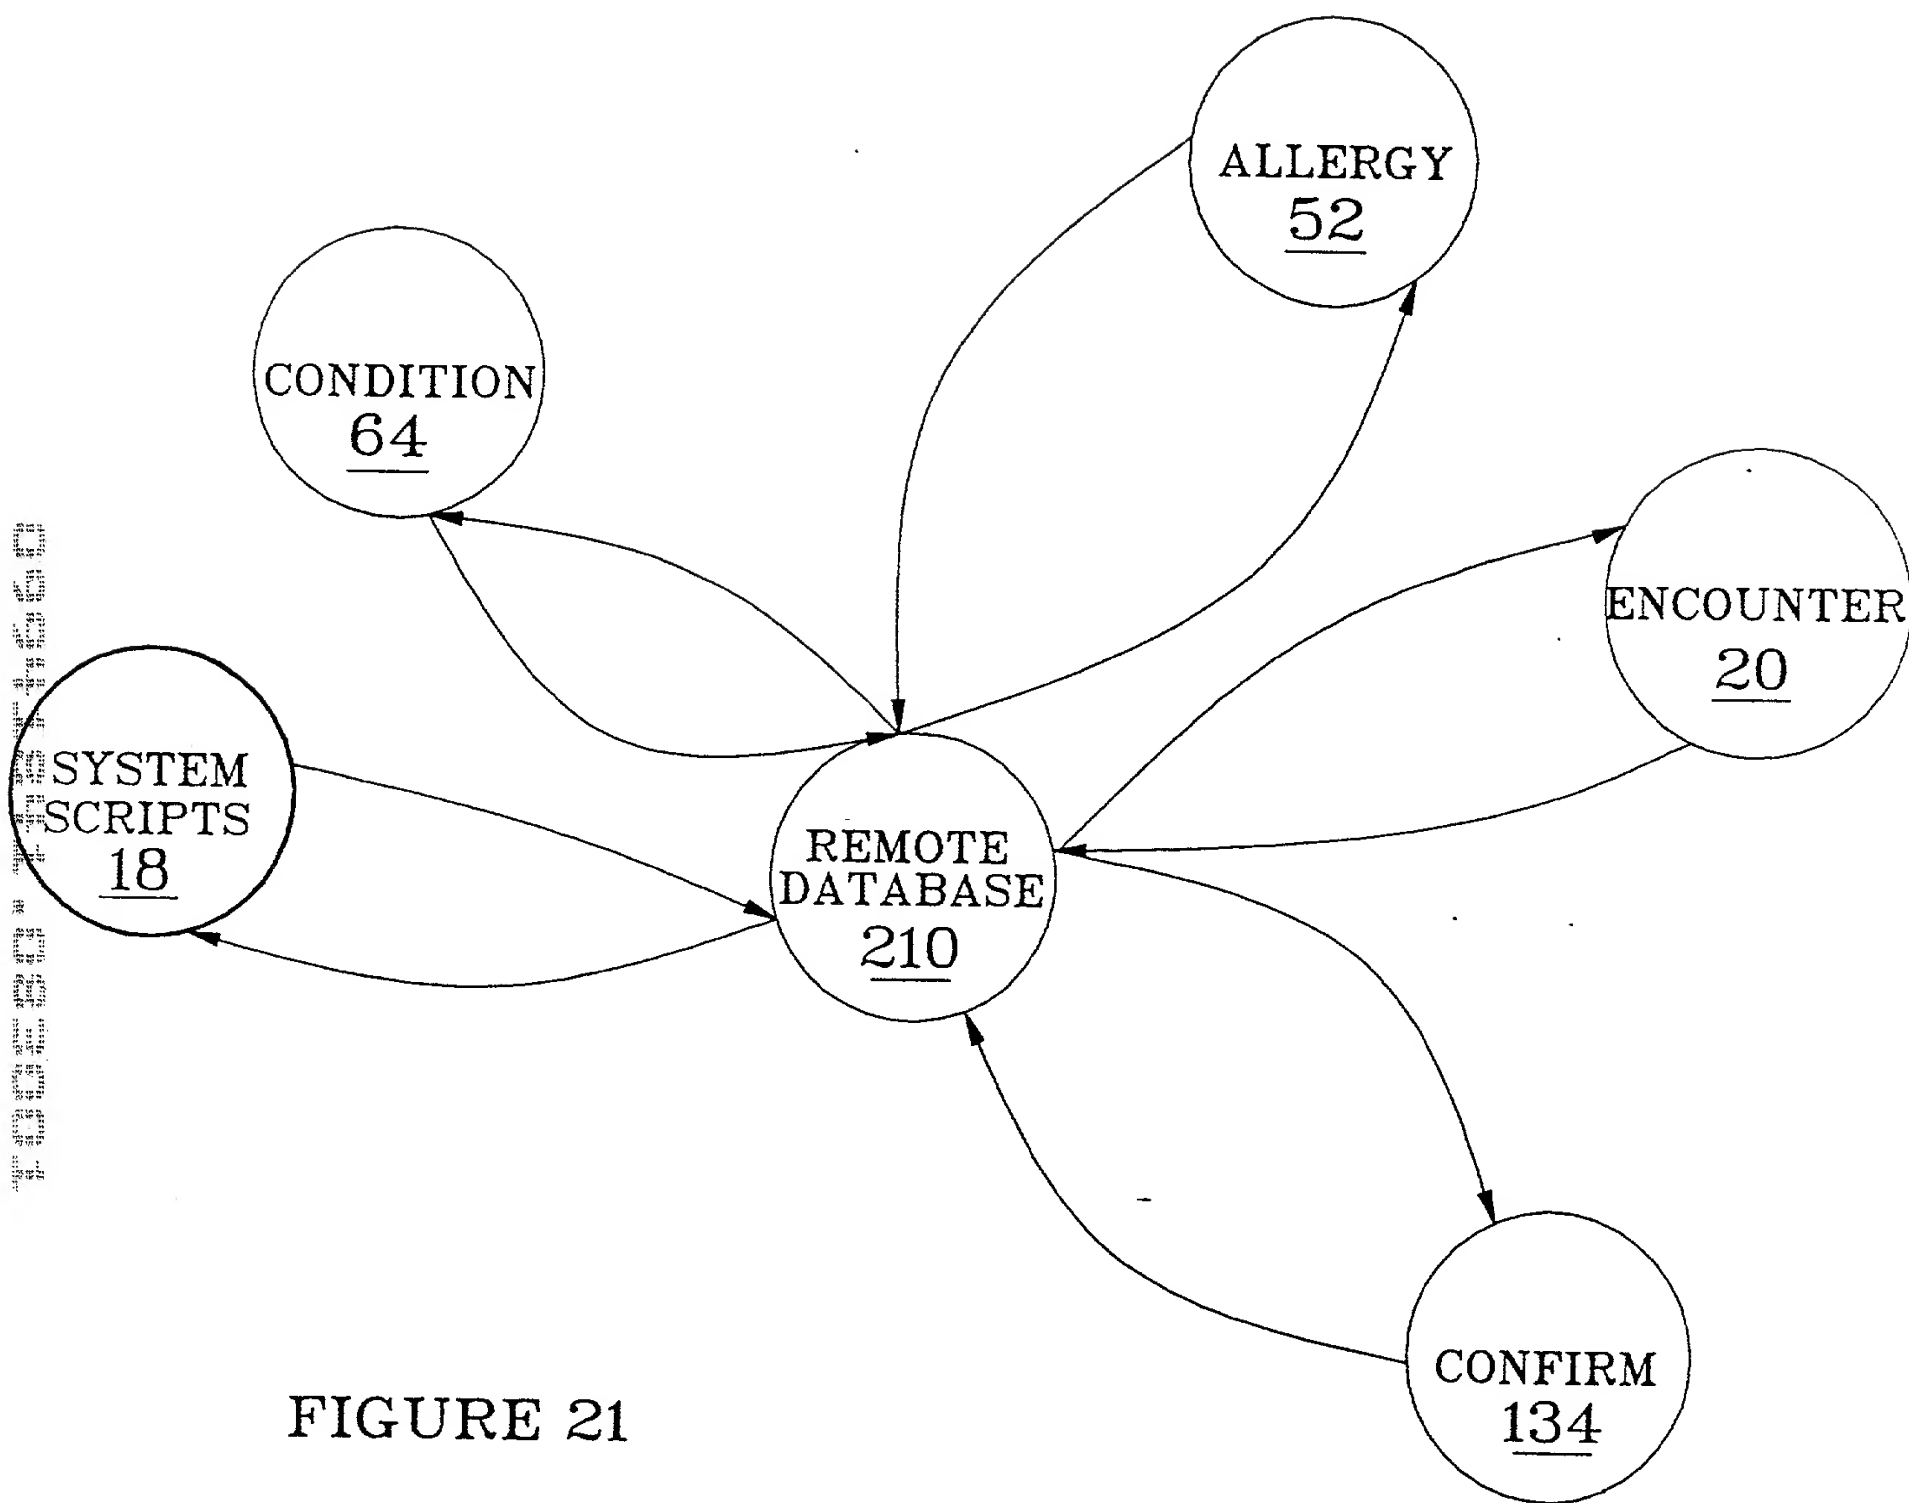 ALLERGY
52
CONDITION
64
ENCOUNTER
20
SYSTEM
SCRIPTS
18
REMOTE
DATABASE
210
CONFIRM
134
FIGURE 21